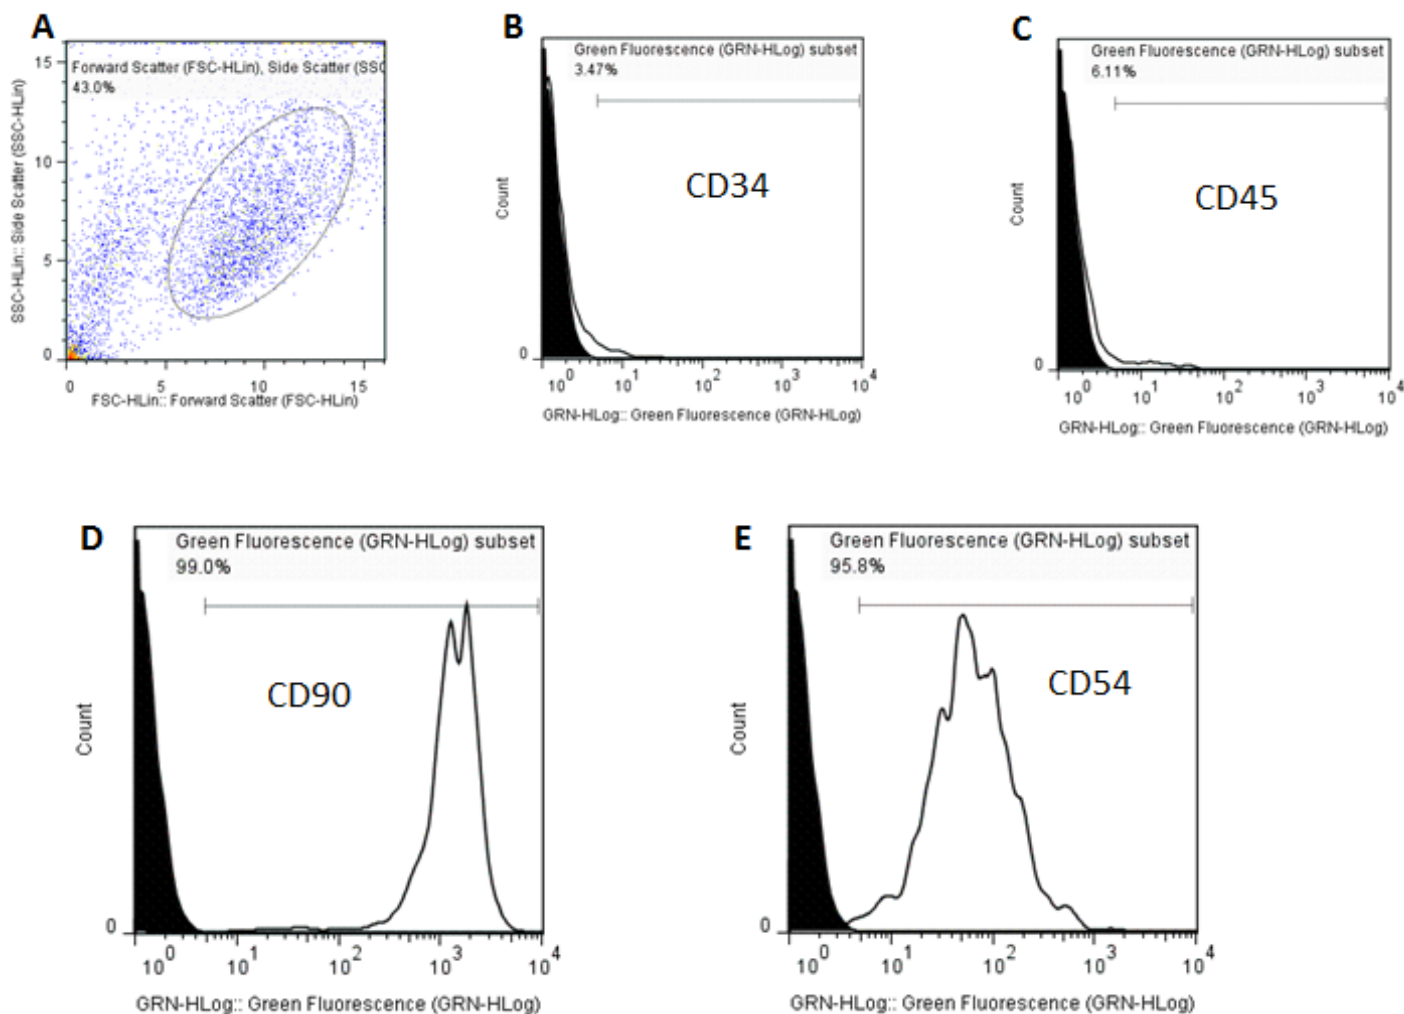 A
Forward Scatter (FSC-HLin), Side Scatter (SSC
43.0%
15
10
5
0
SSC-HLin:: Side Scatter (SSC-HLin)
0 5 10 15
FSC-HLin:: Forward Scatter (FSC-HLin)
B
Green Fluorescence (GRN-HLog) subset
3.47%
CD34
Count
0
10^0 10^1 10^2 10^3 10^4
GRN-HLog:: Green Fluorescence (GRN-HLog)
C
Green Fluorescence (GRN-HLog) subset
6.11%
CD45
Count
0
10^0 10^1 10^2 10^3 10^4
GRN-HLog:: Green Fluorescence (GRN-HLog)
D
Green Fluorescence (GRN-HLog) subset
99.0%
CD90
Count
0
10^0 10^1 10^2 10^3 10^4
GRN-HLog:: Green Fluorescence (GRN-HLog)
E
Green Fluorescence (GRN-HLog) subset
95.8%
CD54
Count
0
10^0 10^1 10^2 10^3 10^4
GRN-HLog:: Green Fluorescence (GRN-HLog)